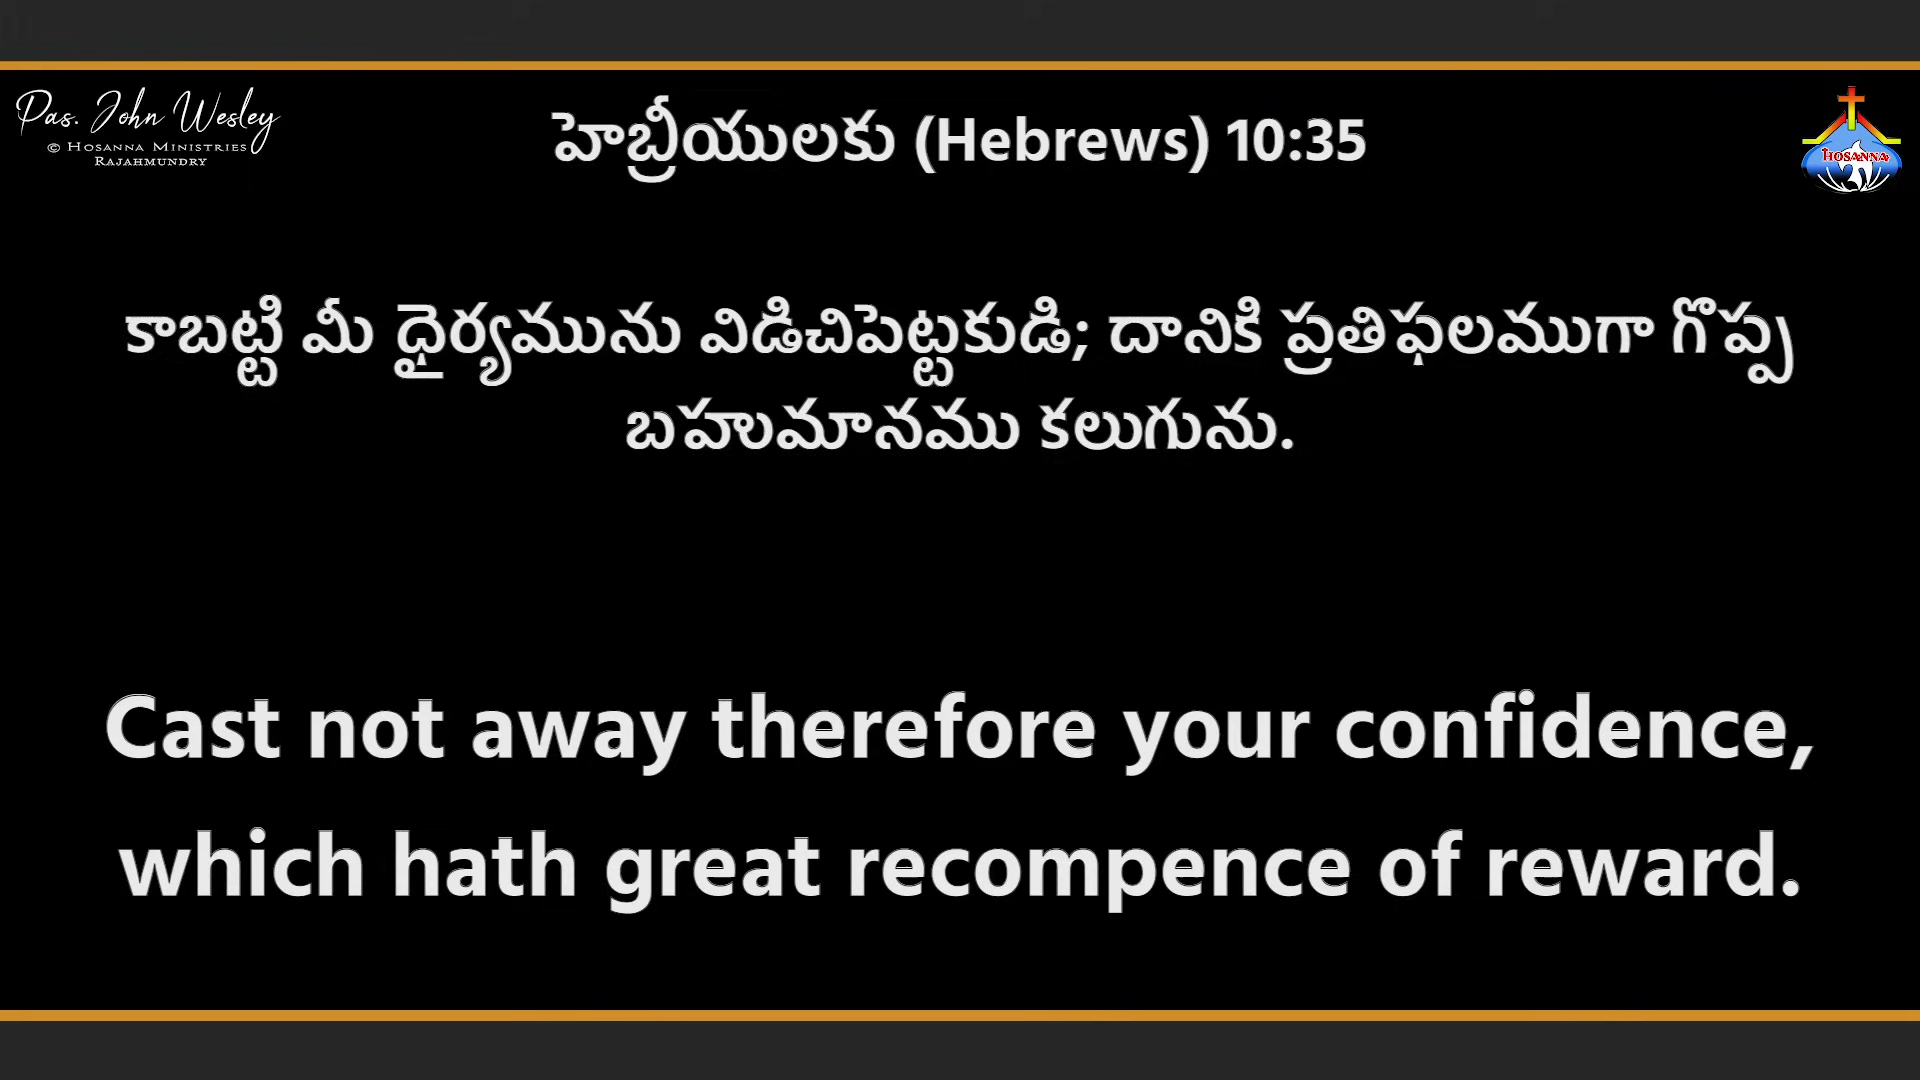 Pas. John Wesley
© Hosanna Ministries
Rajahmundry
హెబ్రీయులకు (Hebrews) 10:35
HOSANNA
కాబట్టి మీ ధైర్యమును విడిచిపెట్టకుడి; దానికి ప్రతిఫలముగా గొప్ప
బహుమానము కలుగును.
Cast not away therefore your confidence,
which hath great recompence of reward.